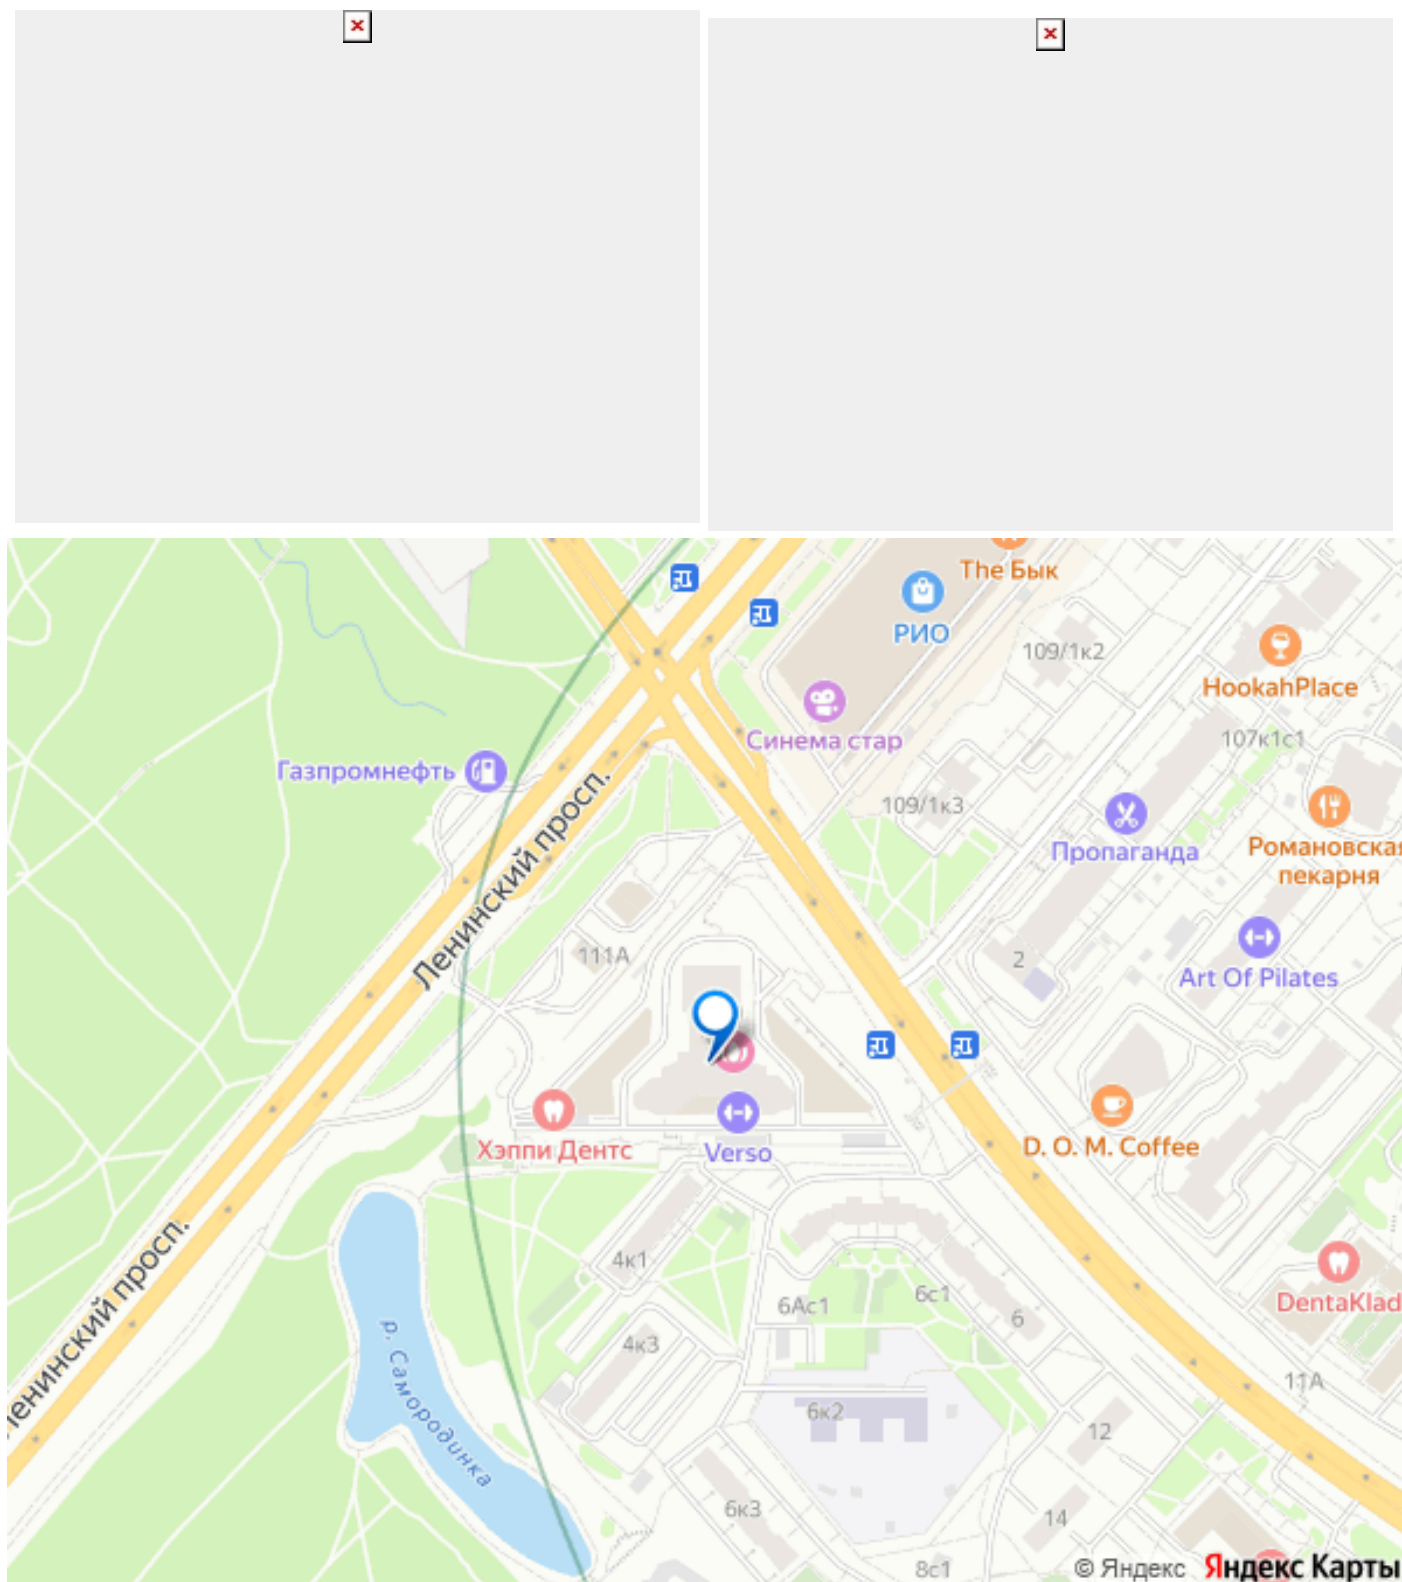 The Бык
РИО
109/1к2
HookahPlace
Синема стар
107к1с1
Газпромнефть
109/1к3
Пропаганда
Романовская
пекарня
Ленинский просп.
111А
2
Art Of Pilates
Хэппи Дентс
Verso
D. O. M. Coffee
4к1
6Ас1
6с1
6
DentaKlad
Ленинский просп.
4к3
р. Самородинка
11А
6к2
12
6к3
14
8с1
© Яндекс Яндекс Карты